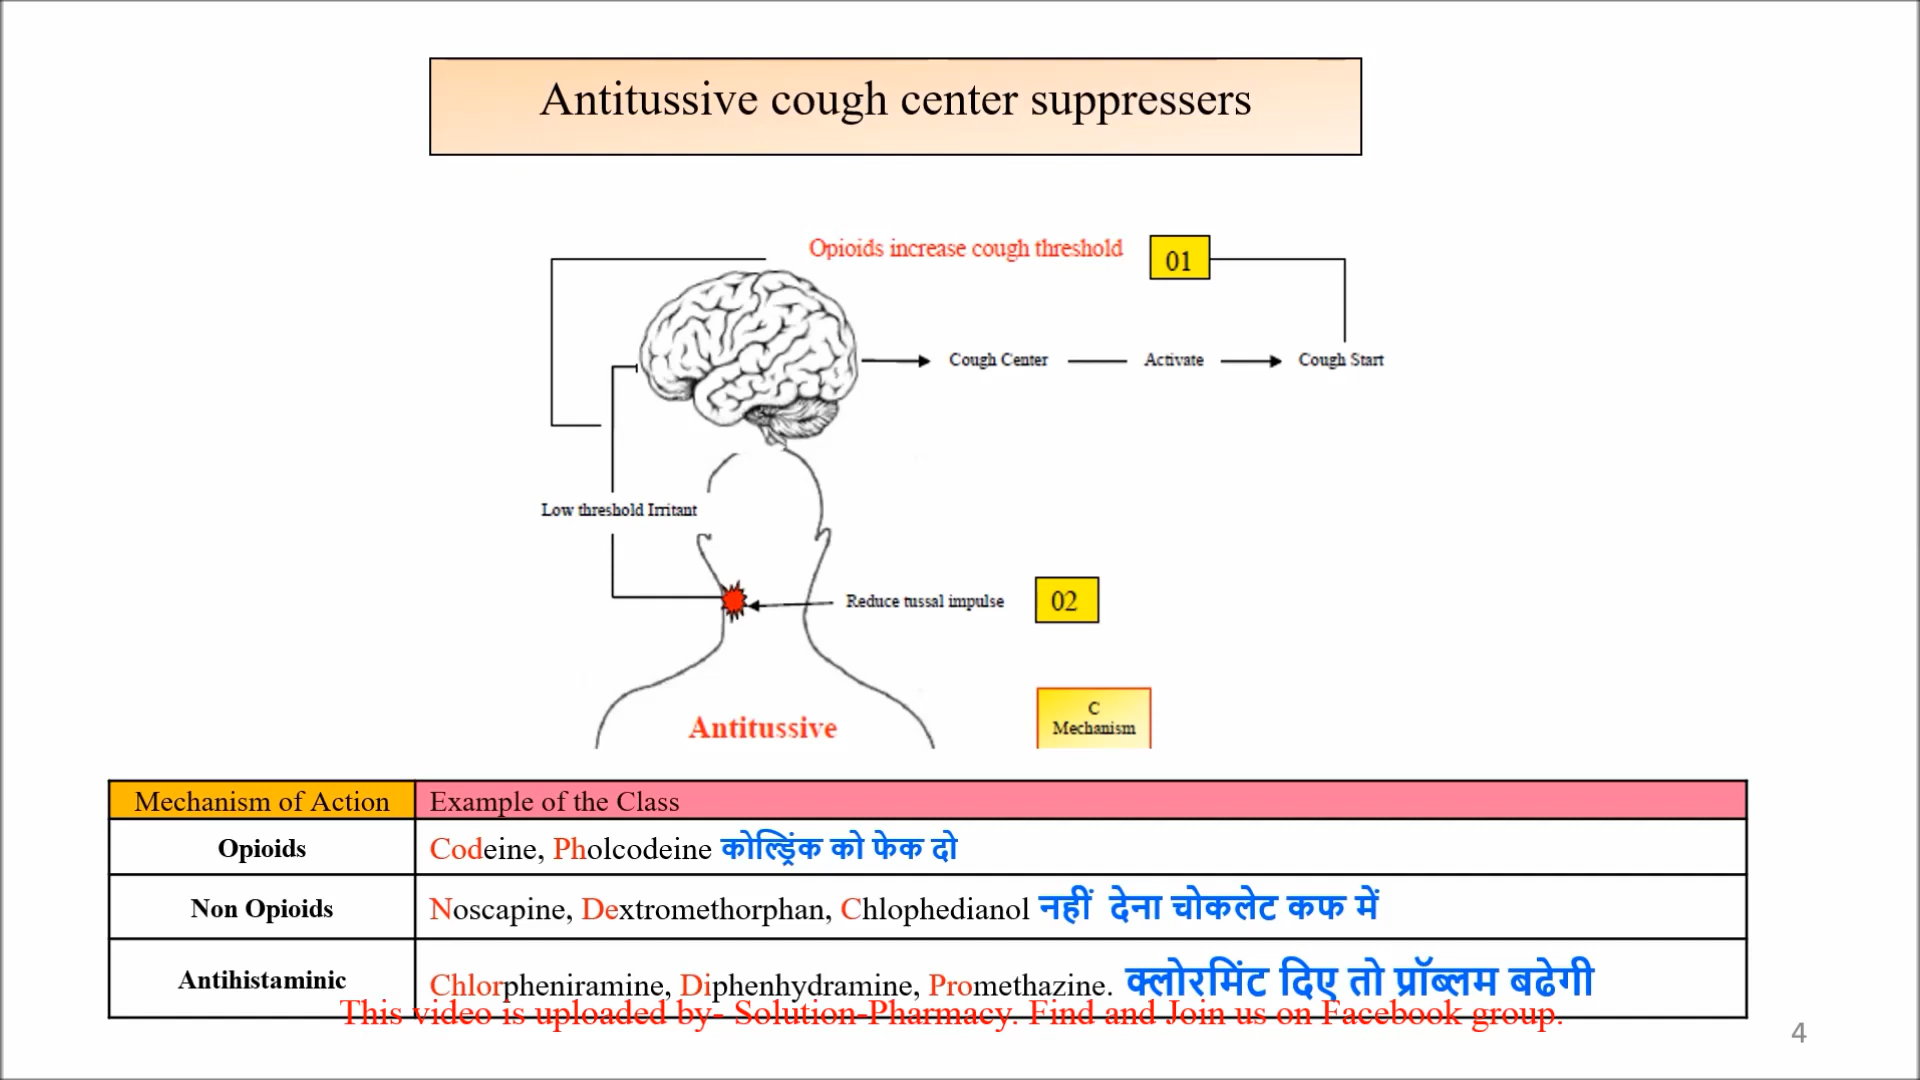 Antitussive cough center suppressers
Opioids increase cough threshold
01
Cough Center
Activate
Cough Start
Low threshold Irritant
Reduce tussal impulse
02
Antitussive
C
Mechanism
Mechanism of Action Example of the Class
Opioids Codeine, Pholcodeine कोल्ड्रिंक को फेक दो
Non Opioids Noscapine, Dextromethorphan, Chlophedianol नहीं देना चोकलेट कफ में
Antihistaminic Chlorpheniramine, Diphenhydramine, Promethazine. क्लोरमिंट दिए तो प्रॉब्लम बढेगी
This video is uploaded by- Solution-Pharmacy. Find and Join us on Facebook group.
4